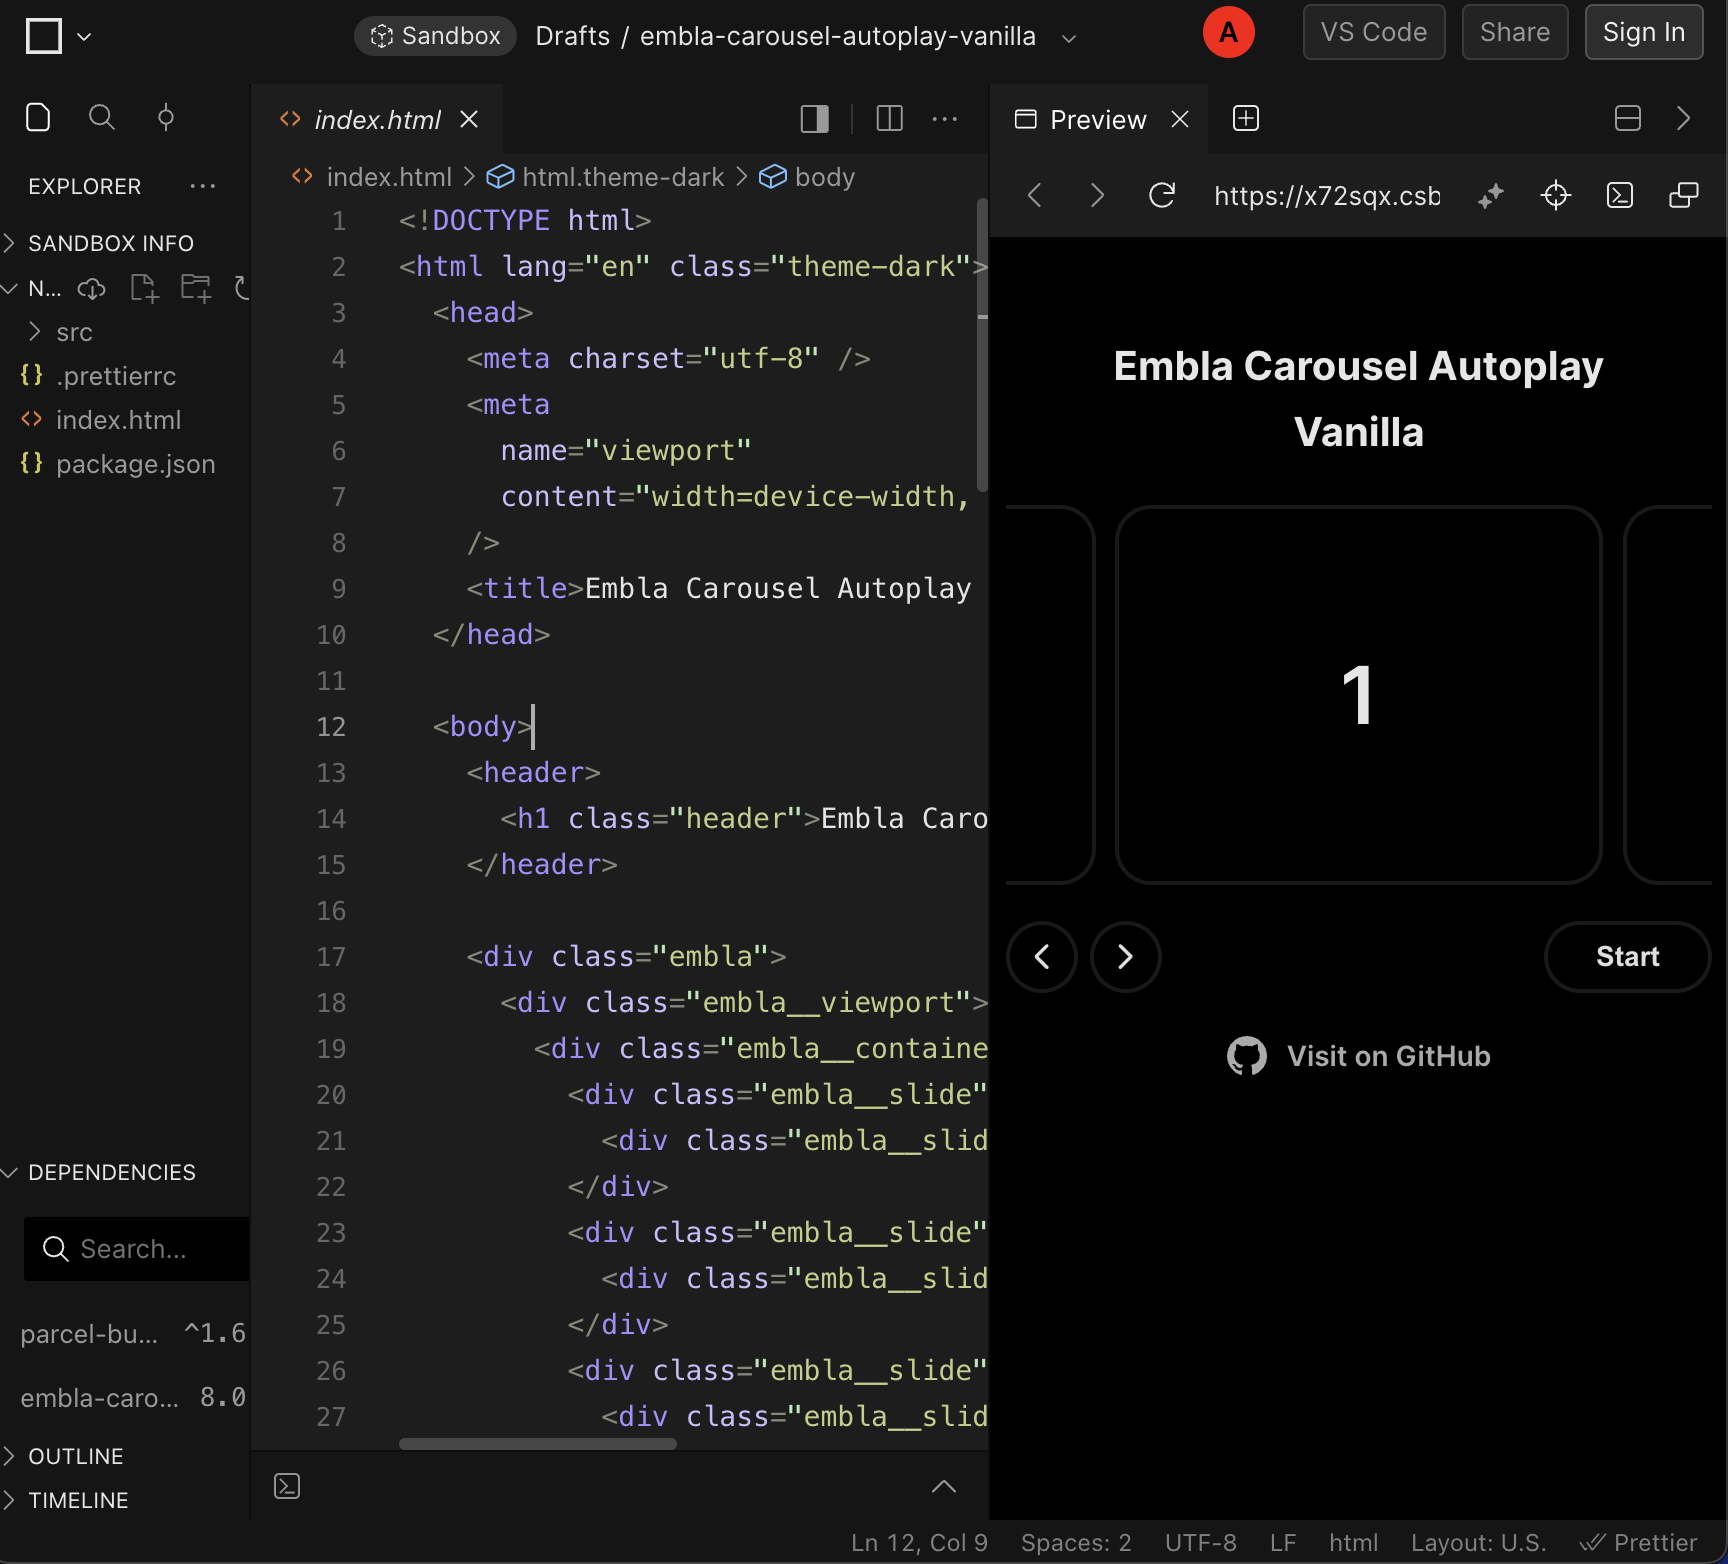 Sandbox Drafts / embla-carousel-autoplay-vanilla A VS Code Share Sign In
EXPLORER
SANDBOX INFO
N...
src
{} .prettierrc
<> index.html
{} package.json
DEPENDENCIES
Search...
parcel-bu... ^1.6
embla-caro... 8.0
OUTLINE
TIMELINE
<> index.html
<> index.html > html.theme-dark > body
1 <!DOCTYPE html>
2 <html lang="en" class="theme-dark">
3 <head>
4 <meta charset="utf-8" />
5 <meta
6 name="viewport"
7 content="width=device-width,
8 />
9 <title>Embla Carousel Autoplay
10 </head>
11
12 <body>
13 <header>
14 <h1 class="header">Embla Caro
15 </header>
16
17 <div class="embla">
18 <div class="embla__viewport">
19 <div class="embla__containe
20 <div class="embla__slide"
21 <div class="embla__slid
22 </div>
23 <div class="embla__slide"
24 <div class="embla__slid
25 </div>
26 <div class="embla__slide"
27 <div class="embla__slid
Preview
https://x72sqx.csb
Embla Carousel Autoplay
Vanilla
1
Start
Visit on GitHub
Ln 12, Col 9 Spaces: 2 UTF-8 LF html Layout: U.S. Prettier